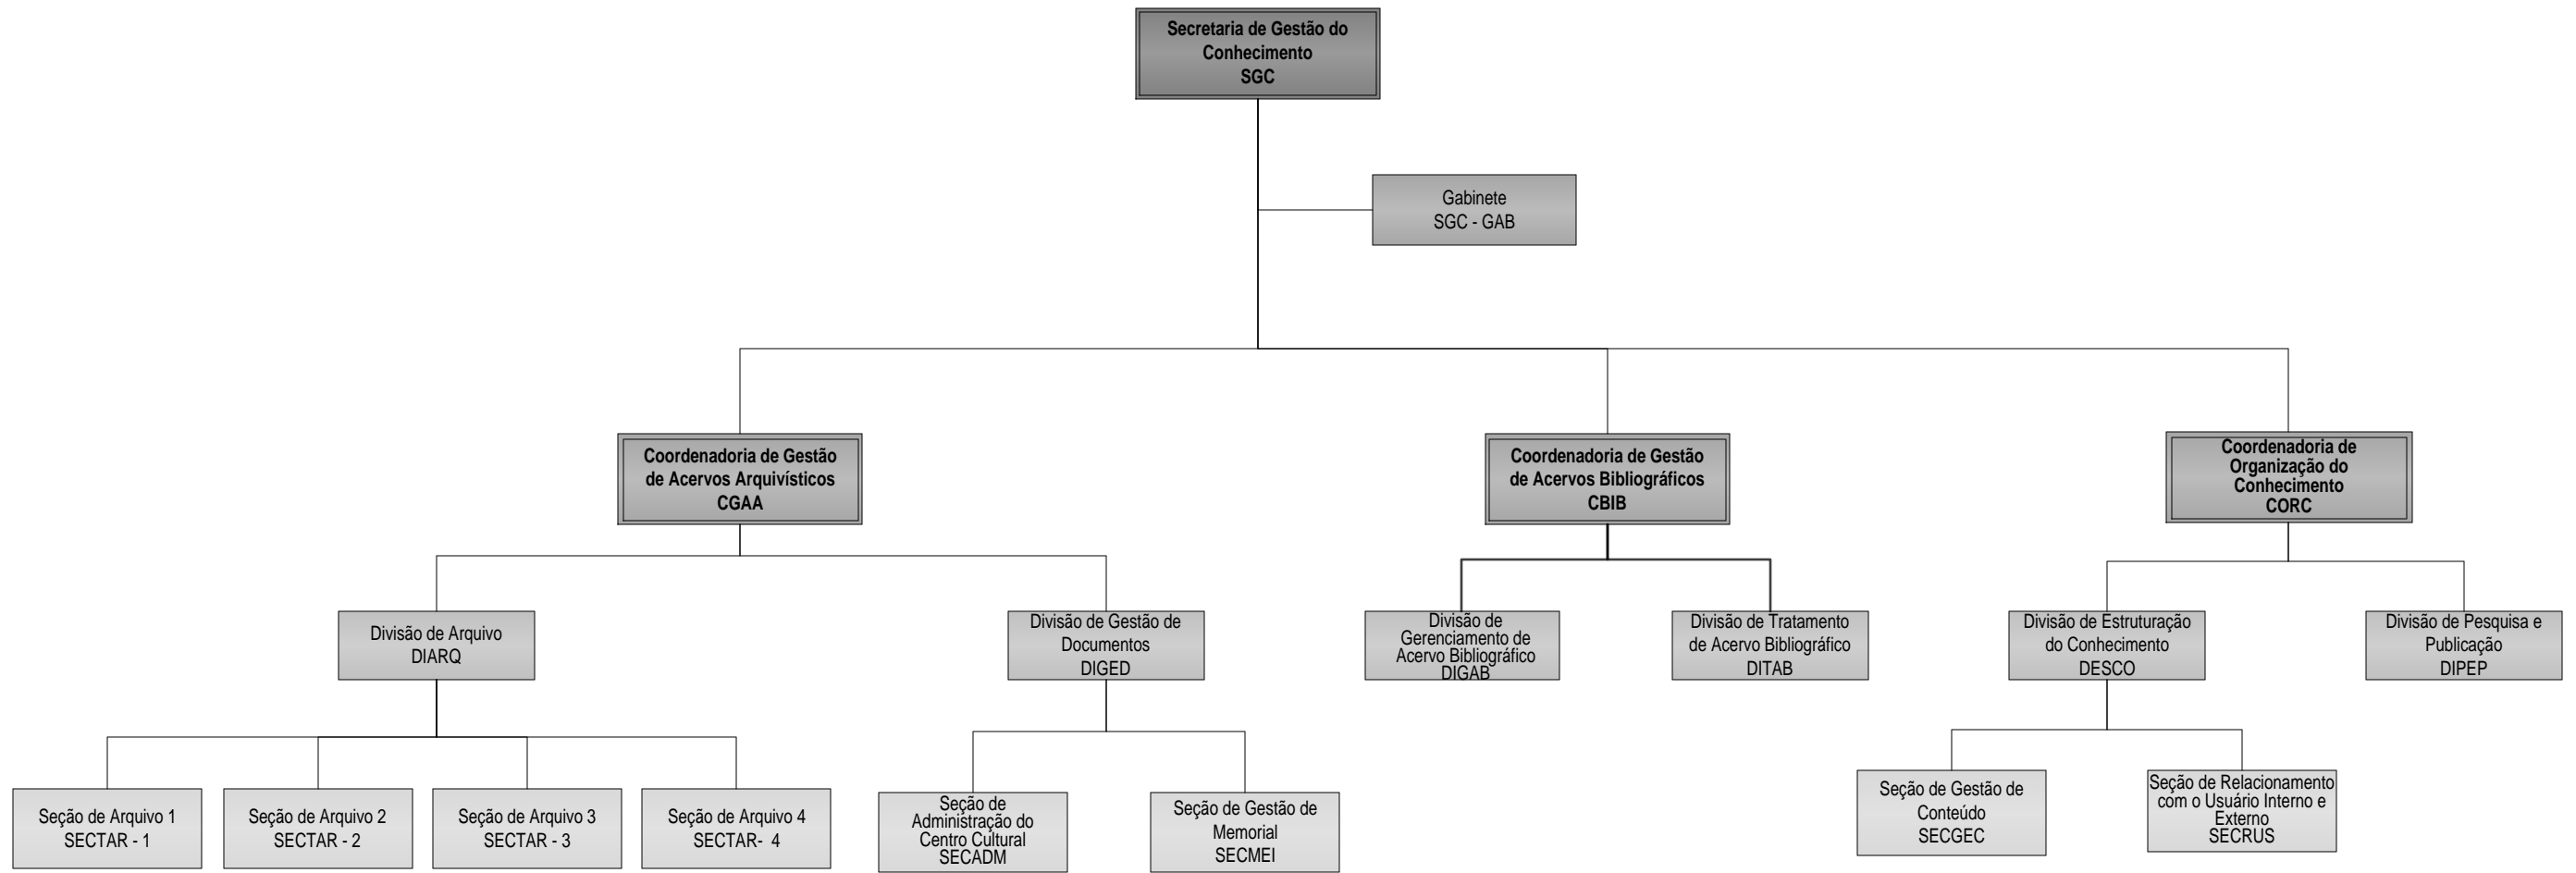 Secretaria de Gestão do
Conhecimento
SGC
Gabinete
SGC - GAB
Coordenadoria de Gestão
de Acervos Arquivísticos
CGAA
Coordenadoria de Gestão
de Acervos Bibliográficos
CBIB
Coordenadoria de
Organização do
Conhecimento
CORC
Divisão de Arquivo
DIARQ
Divisão de Gestão de
Documentos
DIGED
Divisão de
Gerenciamento de
Acervo Bibliográfico
DIGAB
Divisão de Tratamento
de Acervo Bibliográfico
DITAB
Divisão de Estruturação
do Conhecimento
DESCO
Divisão de Pesquisa e
Publicação
DIPEP
Seção de Arquivo 1
SECTAR - 1
Seção de Arquivo 2
SECTAR - 2
Seção de Arquivo 3
SECTAR - 3
Seção de Arquivo 4
SECTAR-  4
Seção de
Administração do
Centro Cultural
SECADM
Seção de Gestão de
Memorial
SECMEI
Seção de Gestão de
Conteúdo
SECGEC
Seção de Relacionamento
com o Usuário Interno e
Externo
SECRUS